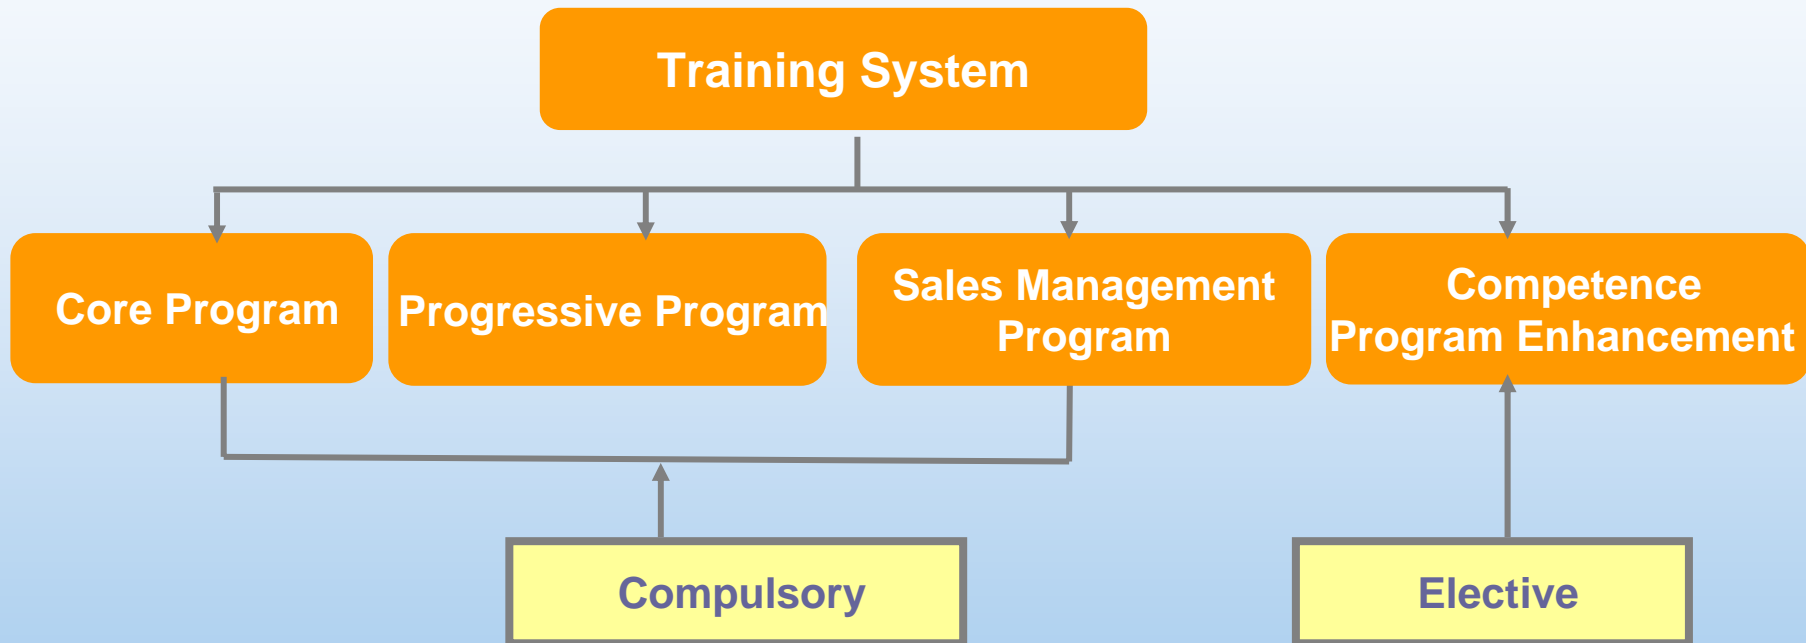 Training System
Core Program
Progressive Program
Sales Management
Program
Competence
Program Enhancement
Compulsory
Elective